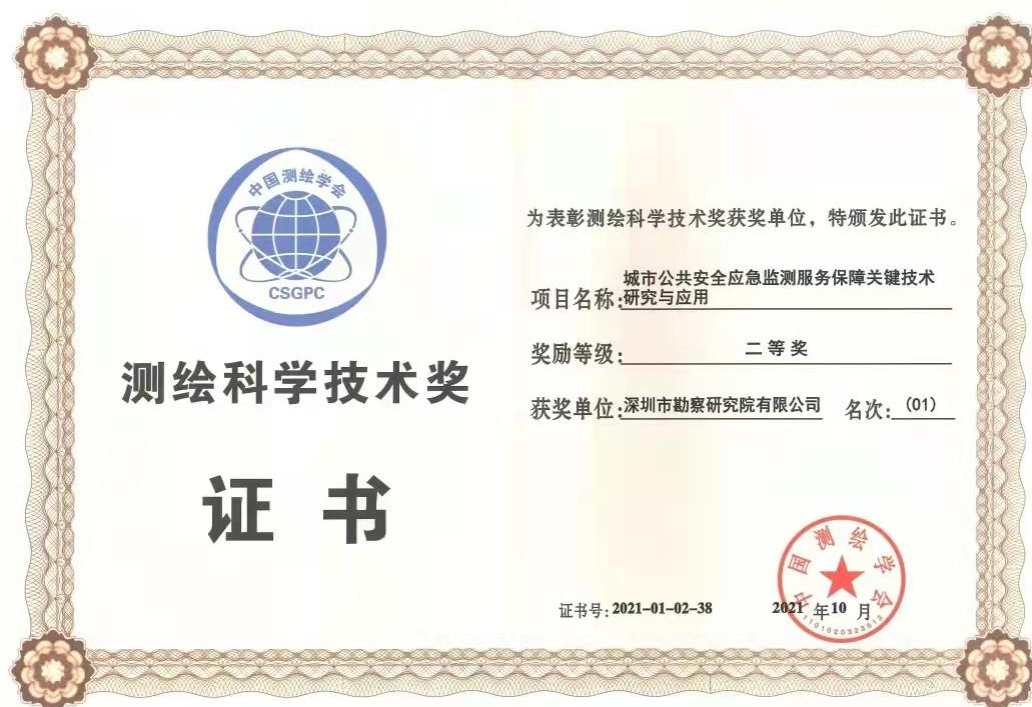 中国测绘学会
CSGPC
测绘科学技术奖
证书
为表彰测绘科学技术奖获奖单位，特颁发此证书。
项目名称:城市公共安全应急监测服务保障关键技术
研究与应用
奖励等级:二等奖
获奖单位:深圳市勘察研究院有限公司 名次:(01)
证书号:2021-01-02-38
2021年10月
中国测绘学会